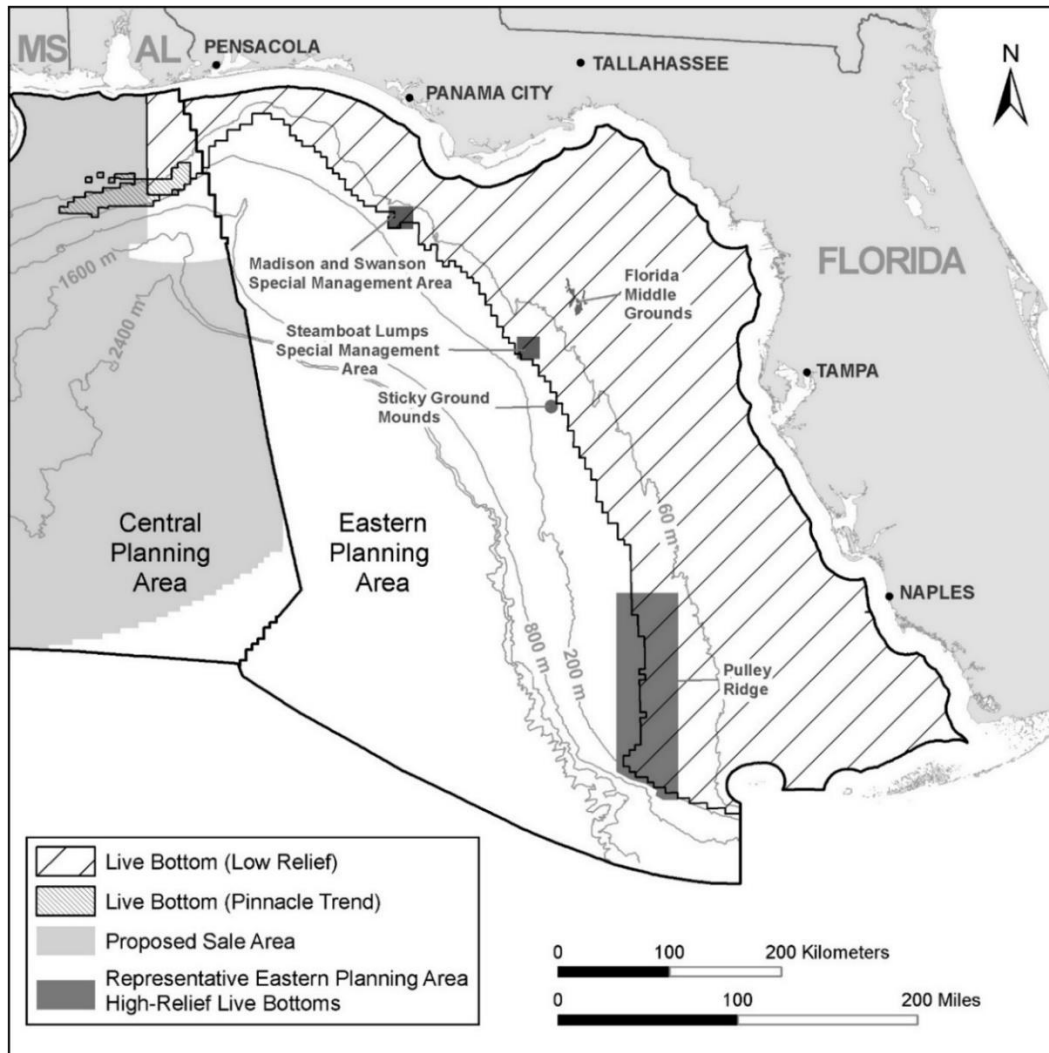 MS
AL
PENSACOLA
TALLAHASSEE
PANAMA CITY
N
FLORIDA
Madison and Swanson
Special Management Area
Florida
Middle
Grounds
Steamboat Lumps
Special Management
Area
Sticky Ground
Mounds
TAMPA
1600 m
2400 m
Central
Planning
Area
Eastern
Planning
Area
60 m
NAPLES
800 m
200 m
Pulley
Ridge
Live Bottom (Low Relief)
Live Bottom (Pinnacle Trend)
Proposed Sale Area
Representative Eastern Planning Area
High-Relief Live Bottoms
0 100 200 Kilometers
0 100 200 Miles